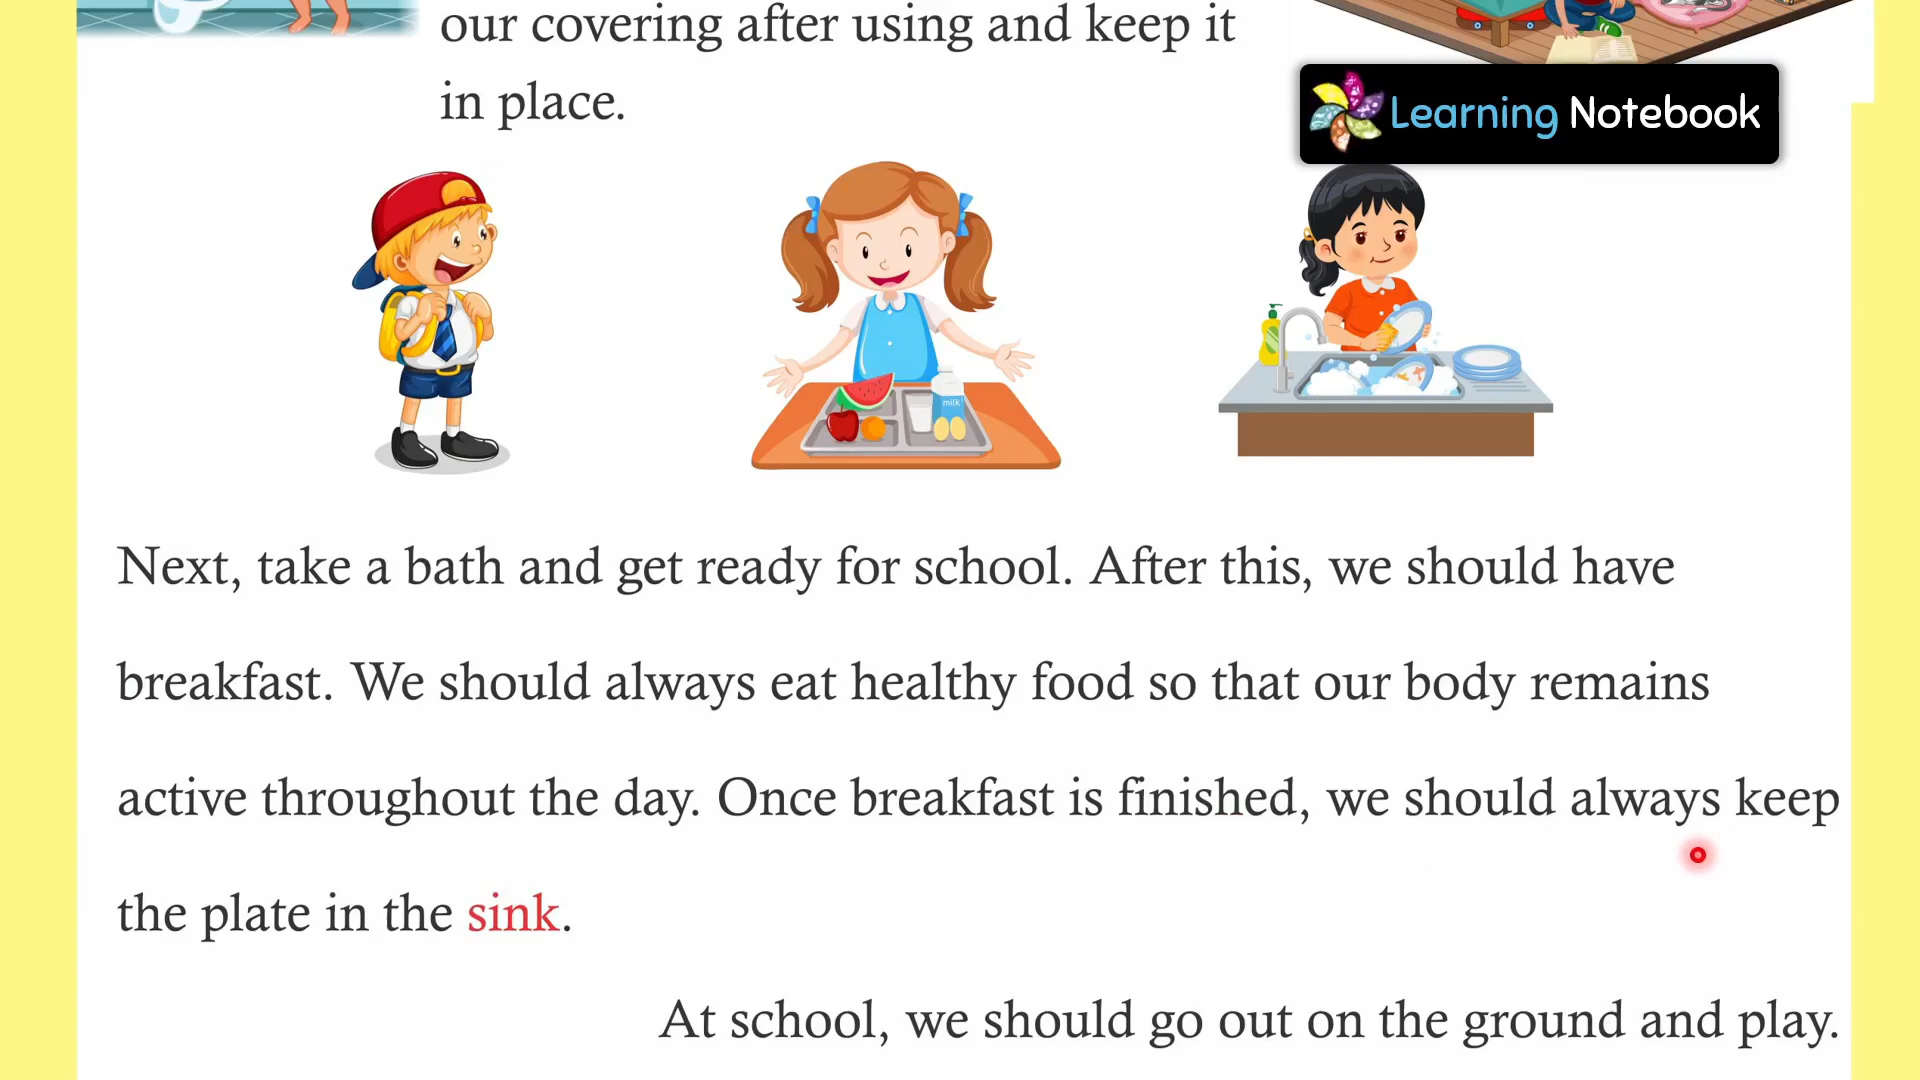 our covering after using and keep it
in place.
Learning Notebook
milk
Next, take a bath and get ready for school. After this, we should have
breakfast. We should always eat healthy food so that our body remains
active throughout the day. Once breakfast is finished, we should always keep
the plate in the sink.
At school, we should go out on the ground and play.